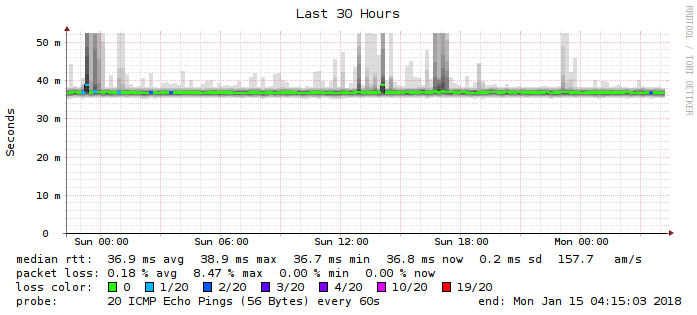 Last 30 Hours
RRDTOOL / TOBI OETIKER
Seconds
50 m
40 m
30 m
20 m
10 m
0
Sun 00:00 Sun 06:00 Sun 12:00 Sun 18:00 Mon 00:00
median rtt: 36.9 ms avg 38.9 ms max 36.7 ms min 36.8 ms now 0.2 ms sd 157.7 am/s
packet loss: 0.18 % avg 8.47 % max 0.00 % min 0.00 % now
loss color: 0 1/20 2/20 3/20 4/20 10/20 19/20
probe: 20 ICMP Echo Pings (56 Bytes) every 60s end: Mon Jan 15 04:15:03 2018